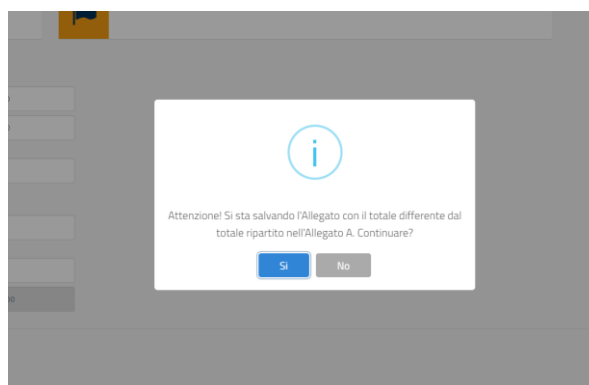 i
Attenzione! Si sta salvando l'Allegato con il totale differente dal
totale ripartito nell'Allegato A. Continuare?
Si No